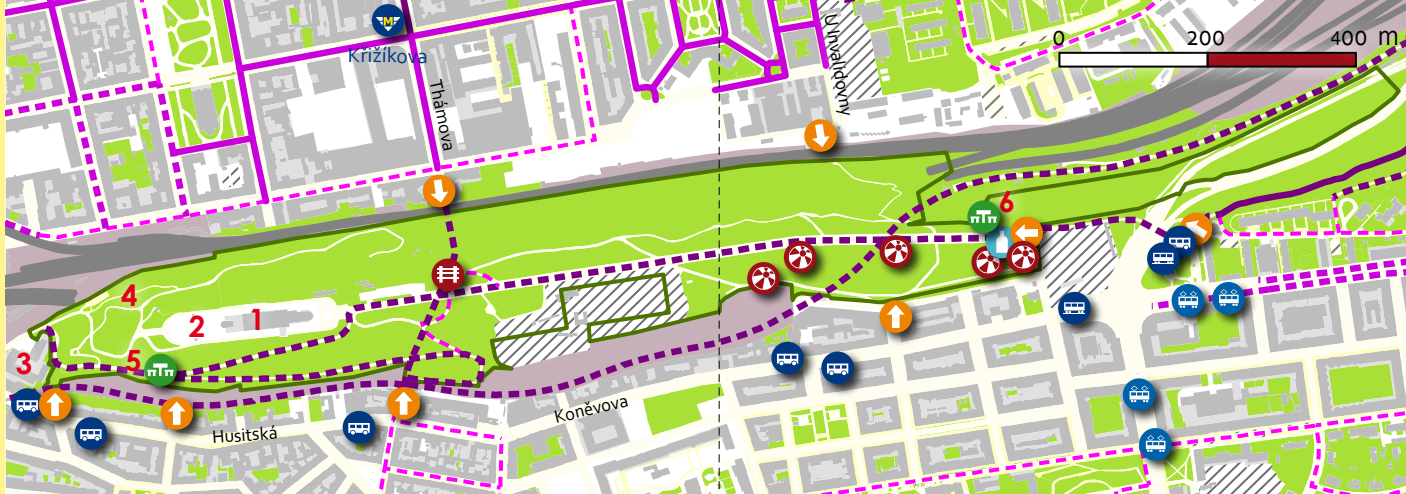 M
Křižíkova
Thámova
U Invalidovny
0 200 400 m
6
4
2 1
3
5
Husitská
Koněvova